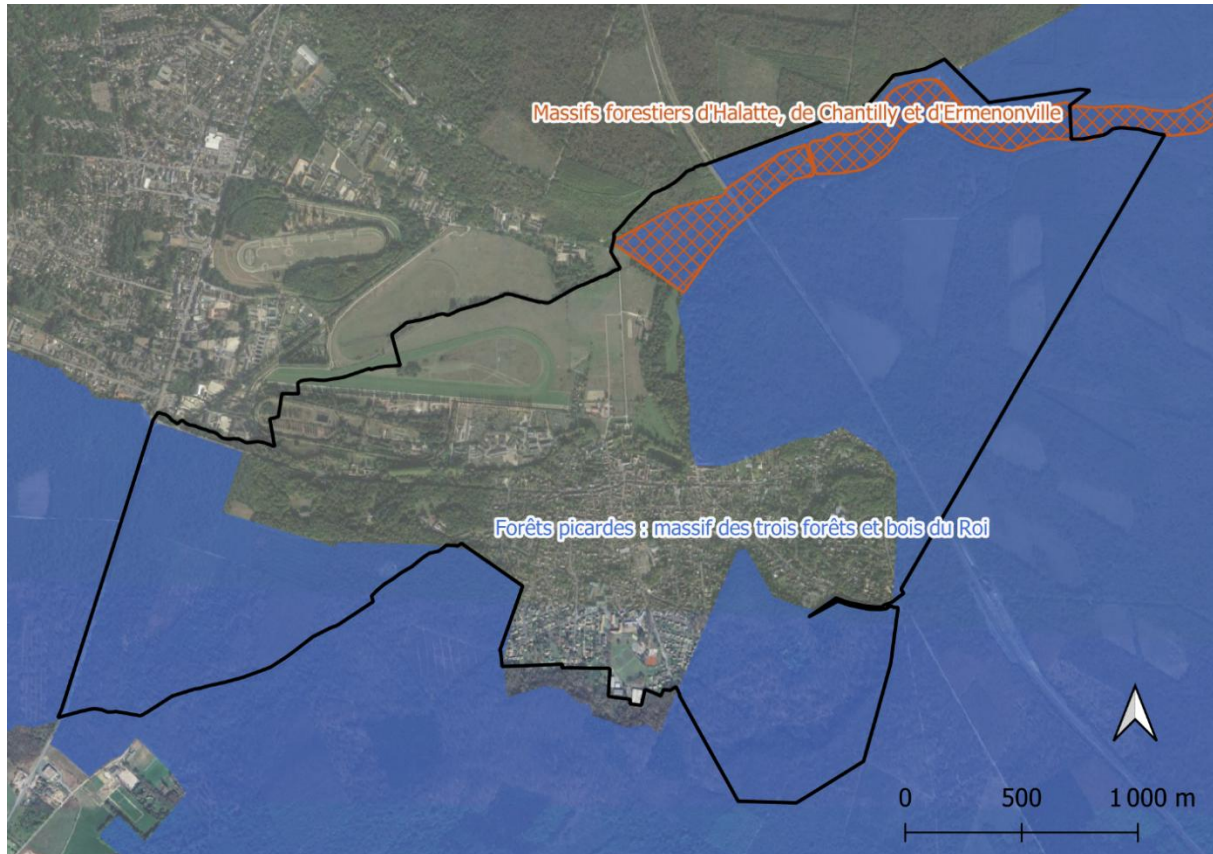 Massifs forestiers d'Halatte, de Chantilly et d'Ermenonville
Forêts picardes : massif des trois forêts et bois du Roi
0 500 1 000 m